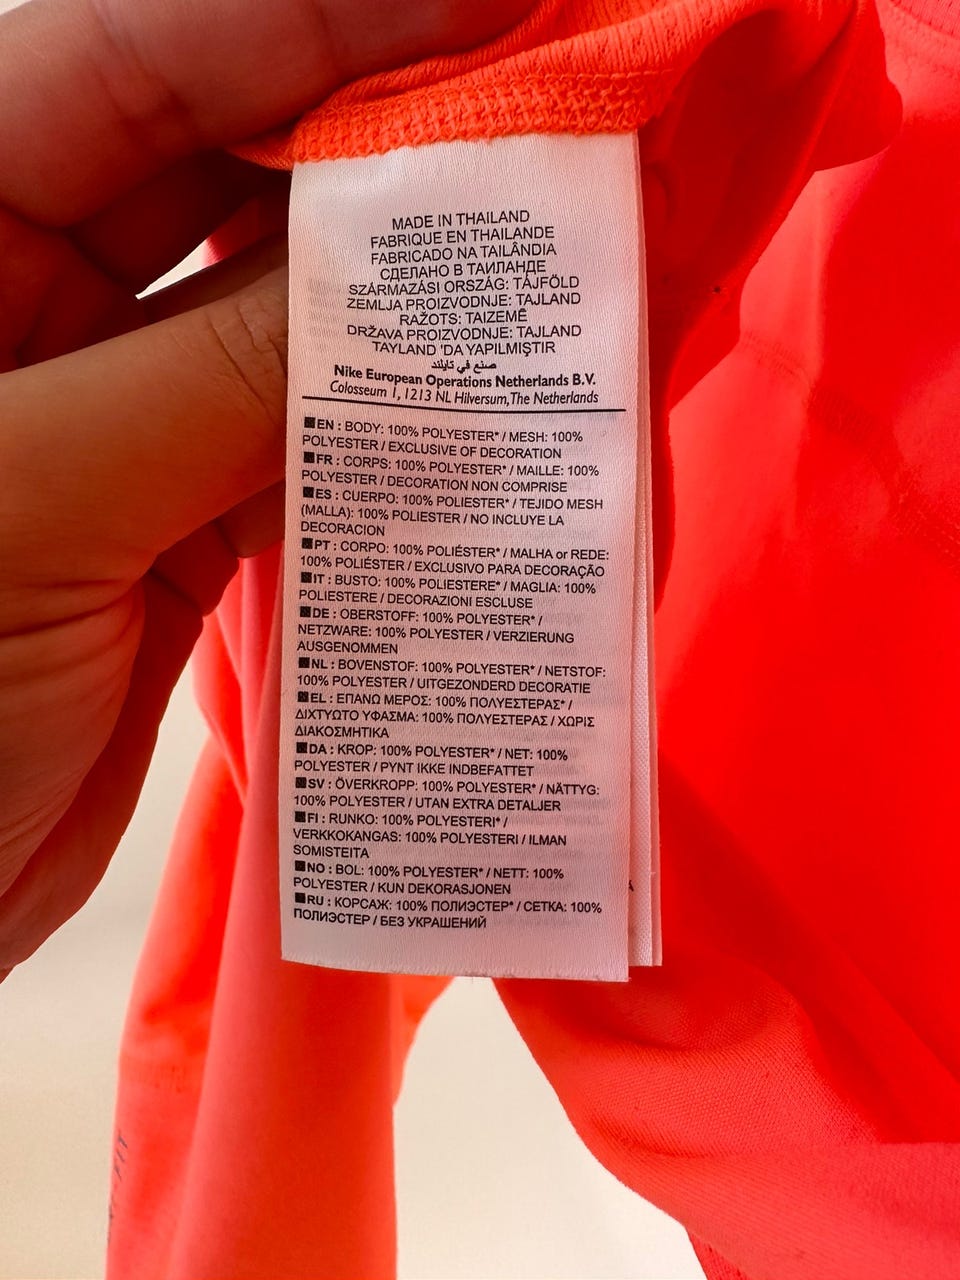 MADE IN THAILAND
FABRIQUE EN THAILANDE
FABRICADO NA TAILÂNDIA
СДЕЛАНО В ТАИЛАНДЕ
SZÁRMAZÁSI ORSZÁG: TÁJFÖLD
ZEMLJA PROIZVODNJE: TAJLAND
RAŽOTS: TAIZEMĒ
DRŽAVA PROIZVODNJE: TAJLAND
TAYLAND 'DA YAPILMIŞTIR
صنع في تايلند
Nike European Operations Netherlands B.V.
Colosseum 1, 1213 NL Hilversum, The Netherlands
EN : BODY: 100% POLYESTER* / MESH: 100%
POLYESTER / EXCLUSIVE OF DECORATION
FR : CORPS: 100% POLYESTER* / MAILLE: 100%
POLYESTER / DECORATION NON COMPRISE
ES : CUERPO: 100% POLIESTER* / TEJIDO MESH
(MALLA): 100% POLIESTER / NO INCLUYE LA
DECORACION
PT : CORPO: 100% POLIÉSTER* / MALHA or REDE:
100% POLIÉSTER / EXCLUSIVO PARA DECORAÇÃO
IT : BUSTO: 100% POLIESTERE* / MAGLIA: 100%
POLIESTERE / DECORAZIONI ESCLUSE
DE : OBERSTOFF: 100% POLYESTER* /
NETZWARE: 100% POLYESTER / VERZIERUNG
AUSGENOMMEN
NL : BOVENSTOF: 100% POLYESTER* / NETSTOF:
100% POLYESTER / UITGEZONDERD DECORATIE
EL : ΕΠΑΝΩ ΜΕΡΟΣ: 100% ΠΟΛΥΕΣΤΕΡΑΣ* /
ΔΙΧΤΥΩΤΟ ΥΦΑΣΜΑ: 100% ΠΟΛΥΕΣΤΕΡΑΣ / ΧΩΡΙΣ
ΔΙΑΚΟΣΜΗΤΙΚΑ
DA : KROP: 100% POLYESTER* / NET: 100%
POLYESTER / PYNT IKKE INDBEFATTET
SV : ÖVERKROPP: 100% POLYESTER* / NÄTTYG:
100% POLYESTER / UTAN EXTRA DETALJER
FI : RUNKO: 100% POLYESTERI* /
VERKKOKANGAS: 100% POLYESTERI / ILMAN
SOMISTEITA
NO : BOL: 100% POLYESTER* / NETT: 100%
POLYESTER / KUN DEKORASJONEN
RU : КОРСАЖ: 100% ПОЛИЭСТЕР* / СЕТКА: 100%
ПОЛИЭСТЕР / БЕЗ УКРАШЕНИЙ